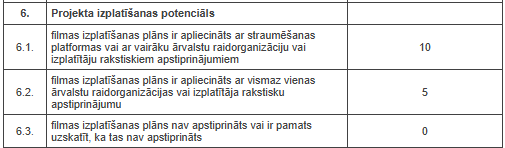 6. Projekta izplatīšanas potenciāls
6.1. filmas izplatīšanas plāns ir apliecināts ar straumēšanas
platformas vai ar vairāku ārvalstu raidorganizāciju vai
izplatītāju rakstiskiem apstiprinājumiem 10
6.2. filmas izplatīšanas plāns ir apliecināts ar vismaz vienas
ārvalstu raidorganizācijas vai izplatītāja rakstisku
apstiprinājumu 5
6.3. filmas izplatīšanas plāns nav apstiprināts vai ir pamats
uzskatīt, ka tas nav apstiprināts 0